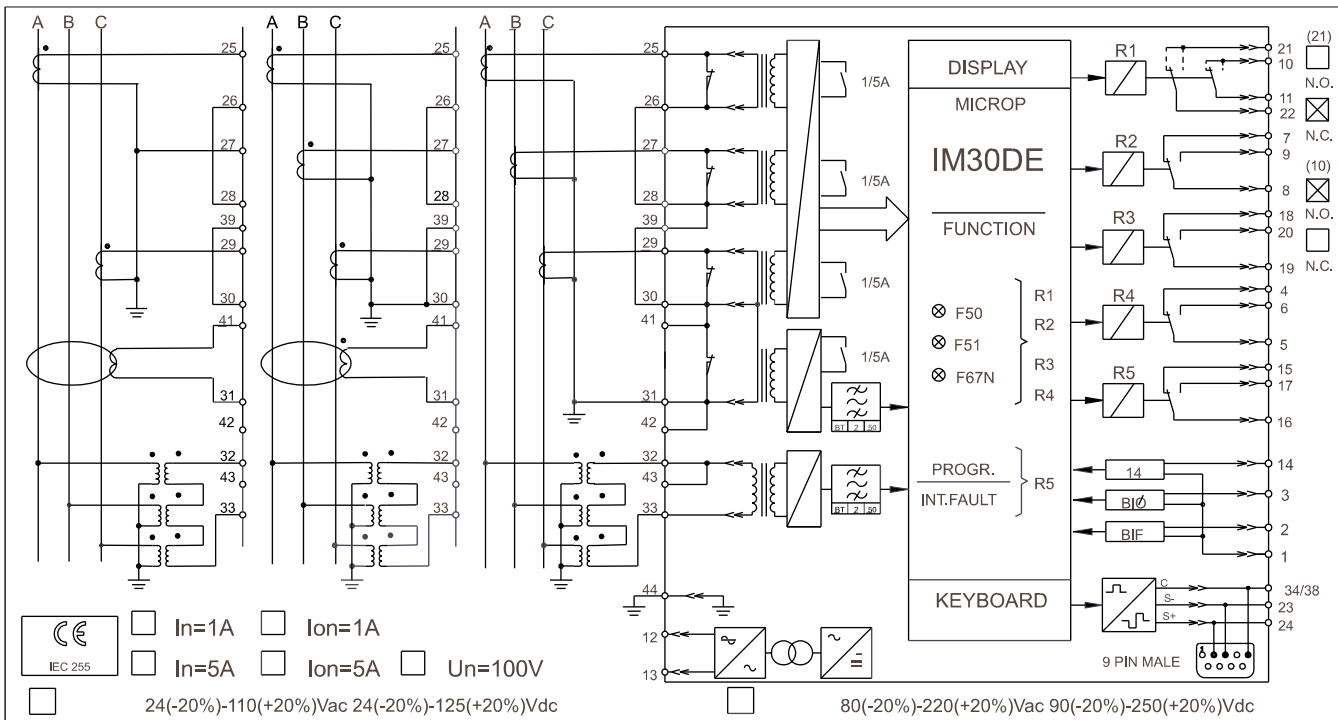 A B C A B C A B C
25 25 25
26 26 26
27 27 27
28 28 28
39 39 39
29 29 29
30 30 30
41 41 41
31 31 31
42 42 42
32 32 32
43 43 43
33 33 33
44
12
13
1/5A
1/5A
1/5A
1/5A
BT 2 50
BT 2 50
DISPLAY
MICROP
IM30DE
FUNCTION
F50
F51
F67N
R1
R2
R3
R4
PROGR.
INT.FAULT
R5
KEYBOARD
R1
R2
R3
R4
R5
14
BIØ
BIF
C
S-
S+
21
10
11
22
7
9
8
18
20
19
4
6
5
15
17
16
14
3
2
1
34/38
23
24
(21)
N.O.
N.C.
(10)
N.O.
N.C.
1
9 PIN MALE
CE
IEC 255
In=1A Ion=1A
In=5A Ion=5A Un=100V
24(-20%)-110(+20%)Vac 24(-20%)-125(+20%)Vdc
80(-20%)-220(+20%)Vac 90(-20%)-250(+20%)Vdc